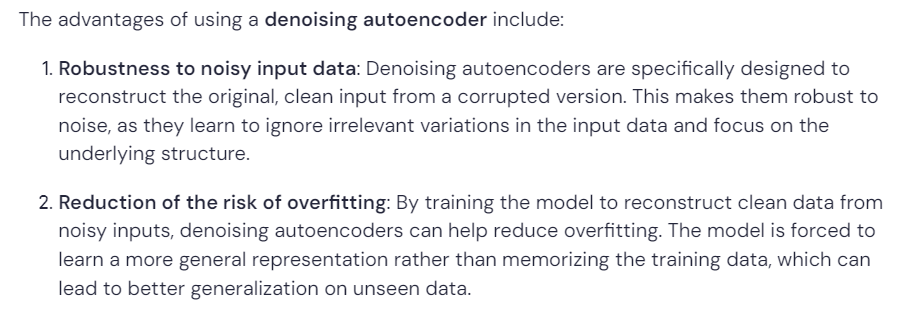 The advantages of using a denoising autoencoder include:
1. Robustness to noisy input data: Denoising autoencoders are specifically designed to
reconstruct the original, clean input from a corrupted version. This makes them robust to
noise, as they learn to ignore irrelevant variations in the input data and focus on the
underlying structure.
2. Reduction of the risk of overfitting: By training the model to reconstruct clean data from
noisy inputs, denoising autoencoders can help reduce overfitting. The model is forced to
learn a more general representation rather than memorizing the training data, which can
lead to better generalization on unseen data.